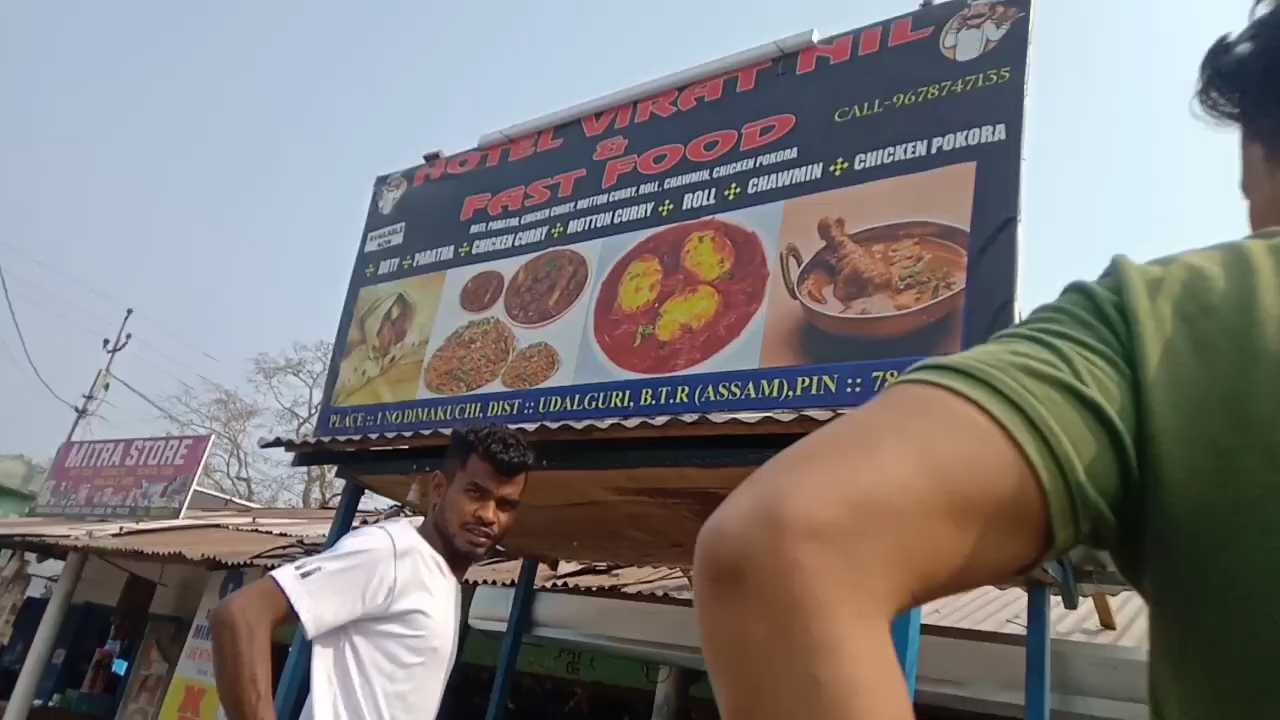 HOTEL VIRAT HIL
&
FAST FOOD
CALL-9678747135
ROTI, PARATHA, CHICKEN CURRY, MOTTON CURRY, ROLL, CHAWMIN, CHICKEN POKORA
AVAILABLE NOW
ROTY PARATHA CHICKEN CURRY MOTTON CURRY ROLL CHAWMIN CHICKEN POKORA
PLACE :: 1 NO DIMAKUCHI, DIST :: UDALGURI, B.T.R (ASSAM),PIN :: 78
MITRA STORE